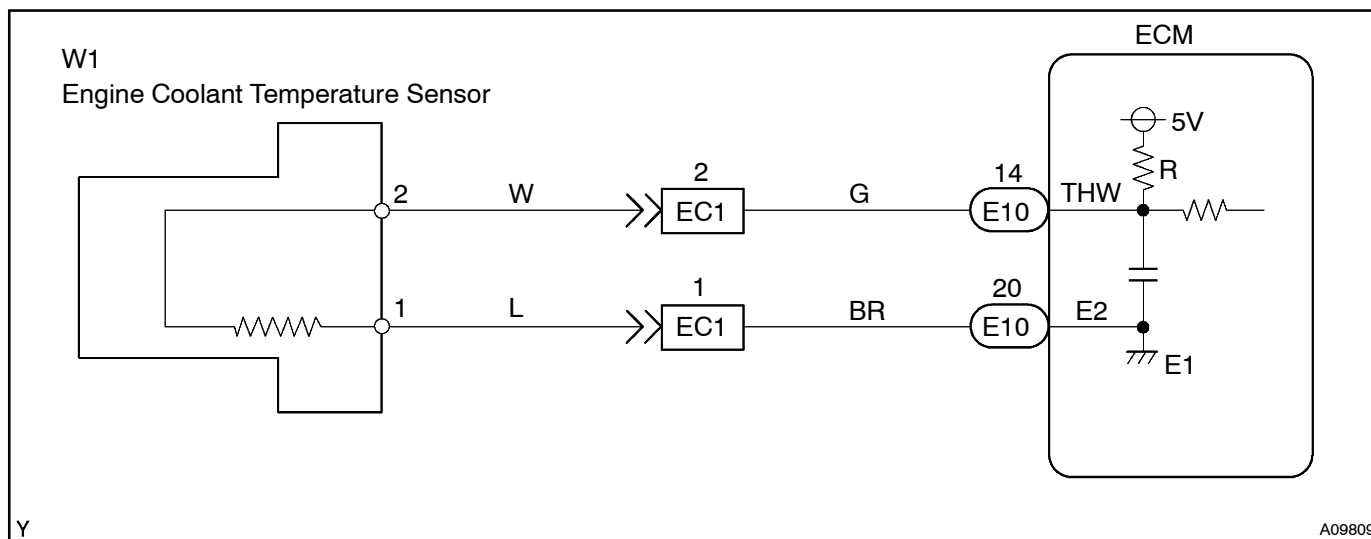 ECM
W1
Engine Coolant Temperature Sensor
5V
R
2 W 2 EC1 G 14 E10 THW
1 L 1 EC1 BR 20 E10 E2
E1
Y
A09809